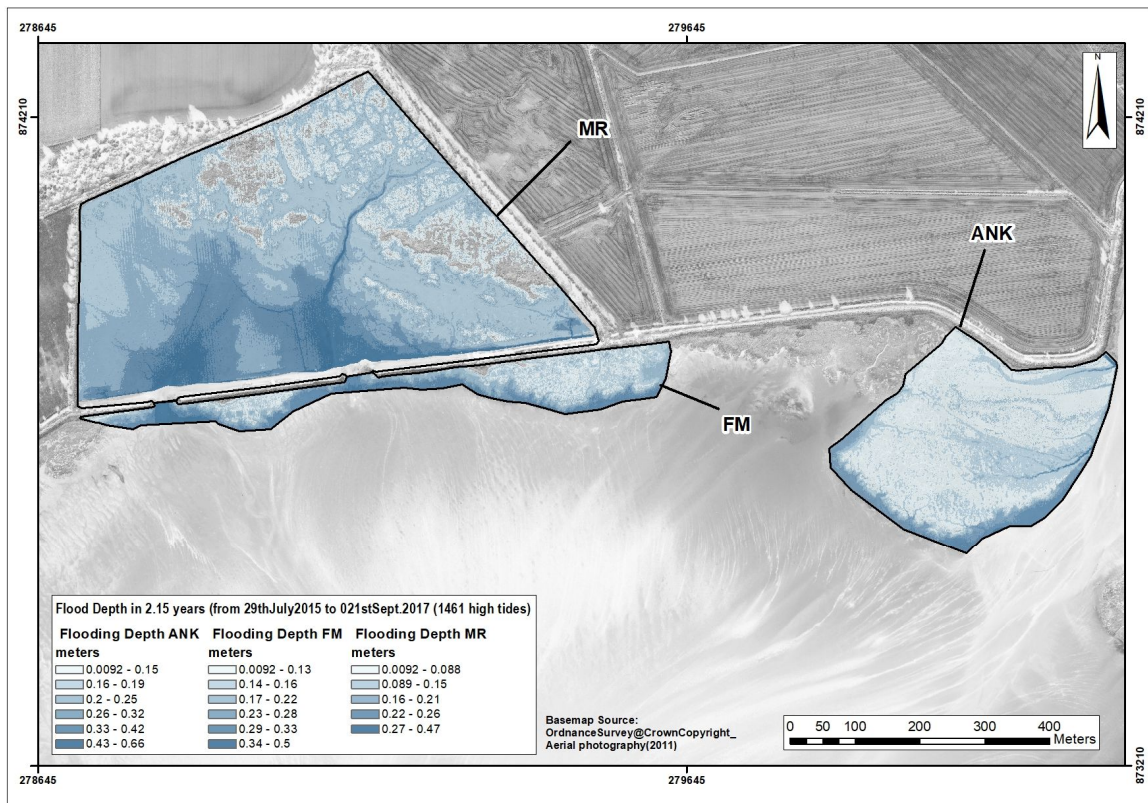 278645
279645
874210
874210
N
MR
ANK
FM
Flood Depth in 2.15 years (from 29thJuly2015 to 021stSept.2017 (1461 high tides)
Flooding Depth ANK
meters
0.0092 - 0.15
0.16 - 0.19
0.2 - 0.25
0.26 - 0.32
0.33 - 0.42
0.43 - 0.66
Flooding Depth FM
meters
0.0092 - 0.13
0.14 - 0.16
0.17 - 0.22
0.23 - 0.28
0.29 - 0.33
0.34 - 0.5
Flooding Depth MR
meters
0.0092 - 0.088
0.089 - 0.15
0.16 - 0.21
0.22 - 0.26
0.27 - 0.47
Basemap Source:
OrdnanceSurvey@CrownCopyright_
Aerial photography(2011)
0 50 100 200 300 400
Meters
873210
873210
278645
279645